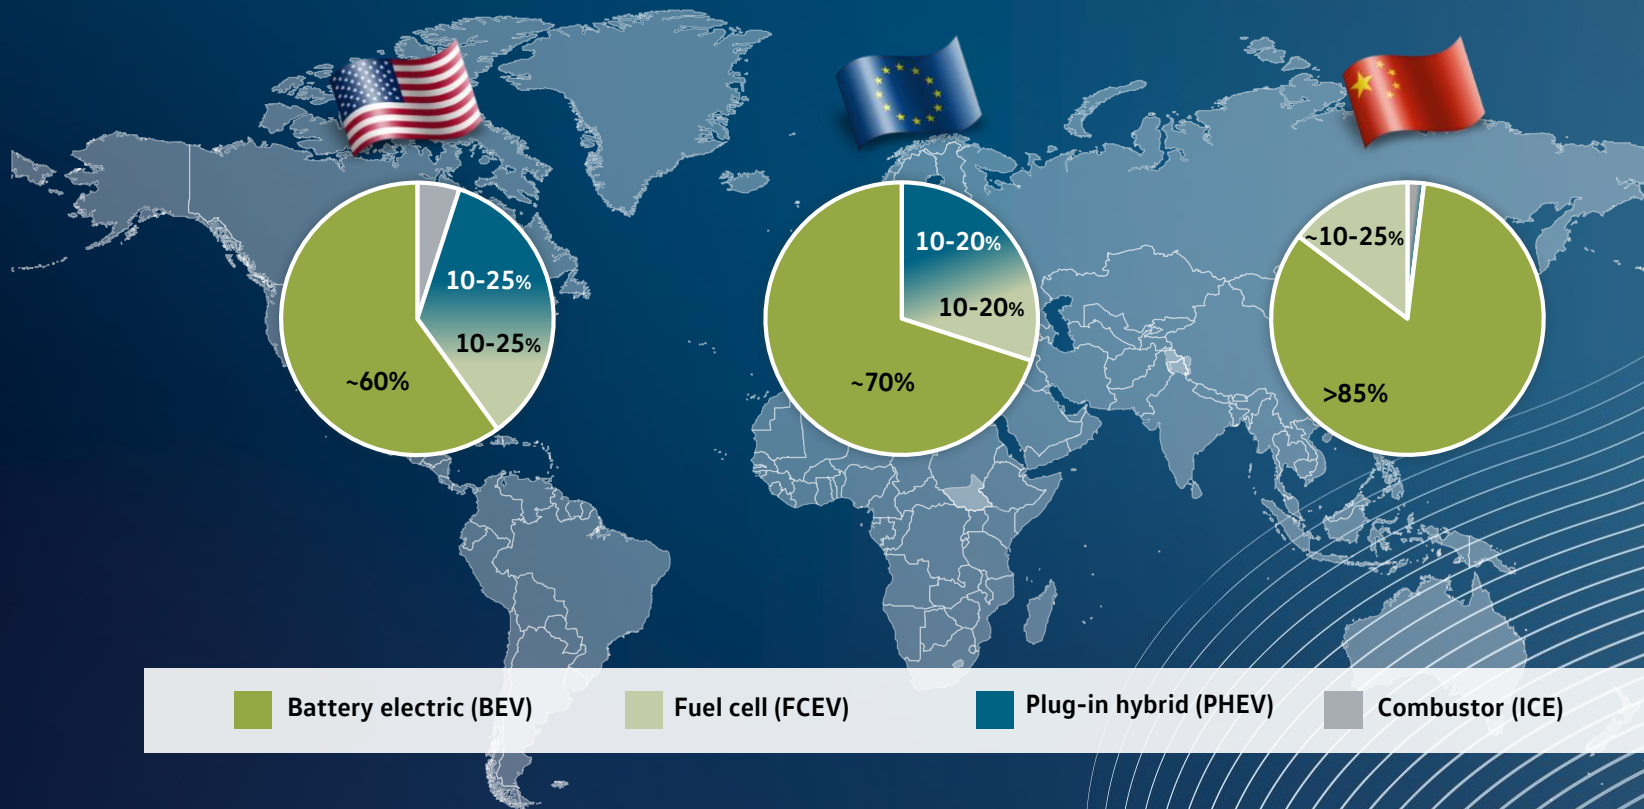 10-25%
10-25%
~60%
10-20%
10-20%
~70%
~10-25%
>85%
Battery electric (BEV)
Fuel cell (FCEV)
Plug-in hybrid (PHEV)
Combustor (ICE)